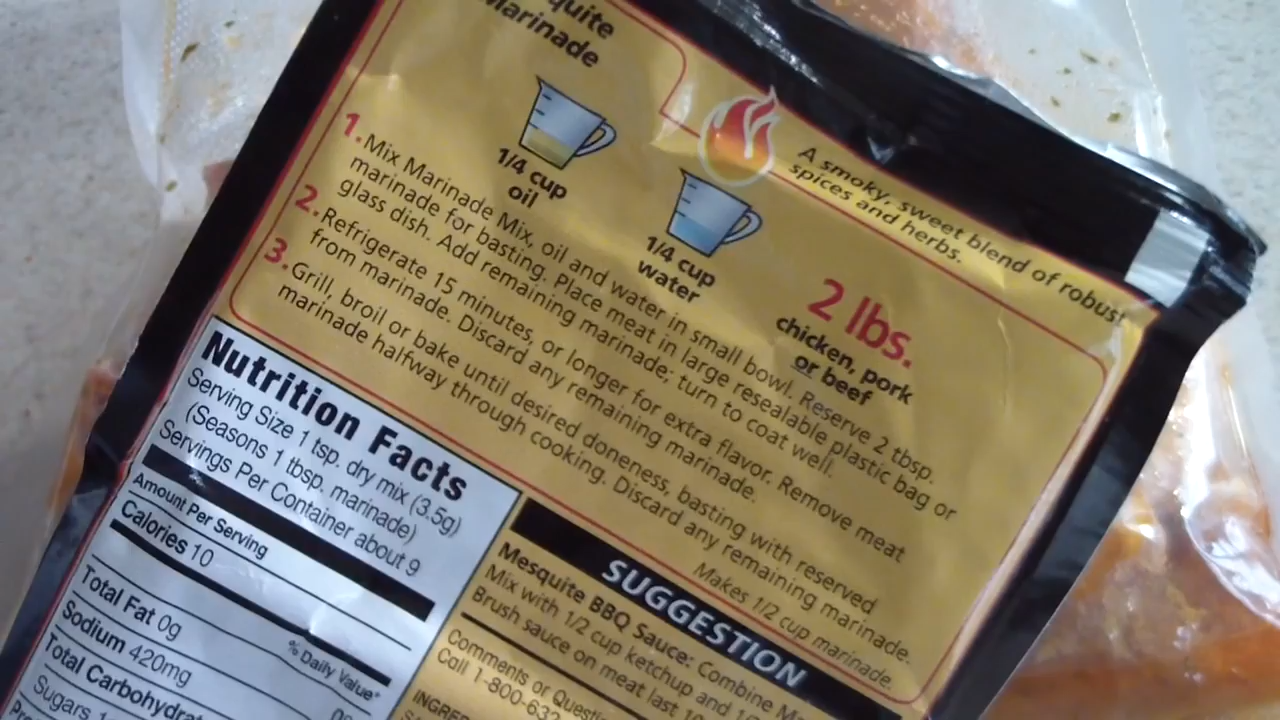 quite
Marinade
A smoky, sweet blend of robust
spices and herbs.
1/4 cup
oil
1/4 cup
water
2 lbs.
chicken, pork
or beef
1. Mix Marinade Mix, oil and water in small bowl. Reserve 2 tbsp.
marinade for basting. Place meat in large resealable plastic bag or
glass dish. Add remaining marinade; turn to coat well.
2. Refrigerate 15 minutes, or longer for extra flavor. Remove meat
from marinade. Discard any remaining marinade.
3. Grill, broil or bake until desired doneness, basting with reserved
marinade halfway through cooking. Discard any remaining marinade.
Makes 1/2 cup marinade.
Nutrition Facts
Serving Size 1 tsp. dry mix (3.5g)
(Seasons 1 tbsp. marinade)
Servings Per Container about 9
Amount Per Serving
Calories 10
% Daily Value*
Total Fat 0g
Sodium 420mg
Total Carbohydrat
Sugars
SUGGESTION
Mesquite BBQ Sauce: Combine
Mix with 1/2 cup ketchup and
Brush sauce on meat last
Comments or Questi
Call 1-800-632
INGRE